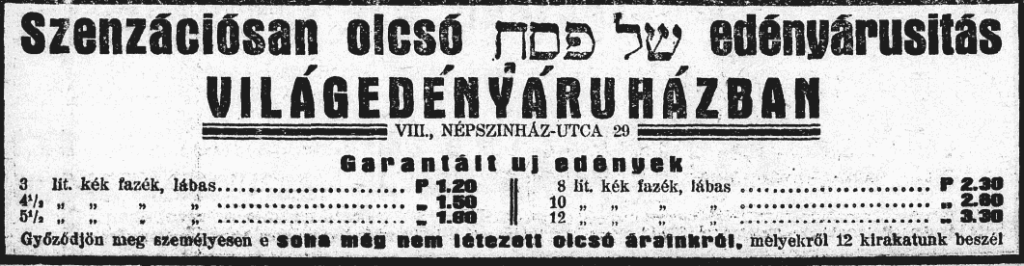 Szenzációsan olcsó של פסח edényárusitás
A
VILÁGEDÉNYÁRUHÁZBAN
VIII., NÉPSZINHÁZ-UTCA 29
Garantált uj edények
3 lit. kék fazék, lábas P 1.20
4¹/₂ „ „ „ „ „ 1.50
5¹/₂ „ „ „ „ „ 1.80
8 lit. kék fazék, lábas P 2.30
10 „ „ „ „ „ 2.60
12 „ „ „ „ „ 3.30
Győződjön meg személyesen e soha még nem létezett olcsó árainkról, melyekről 12 kirakatunk beszél